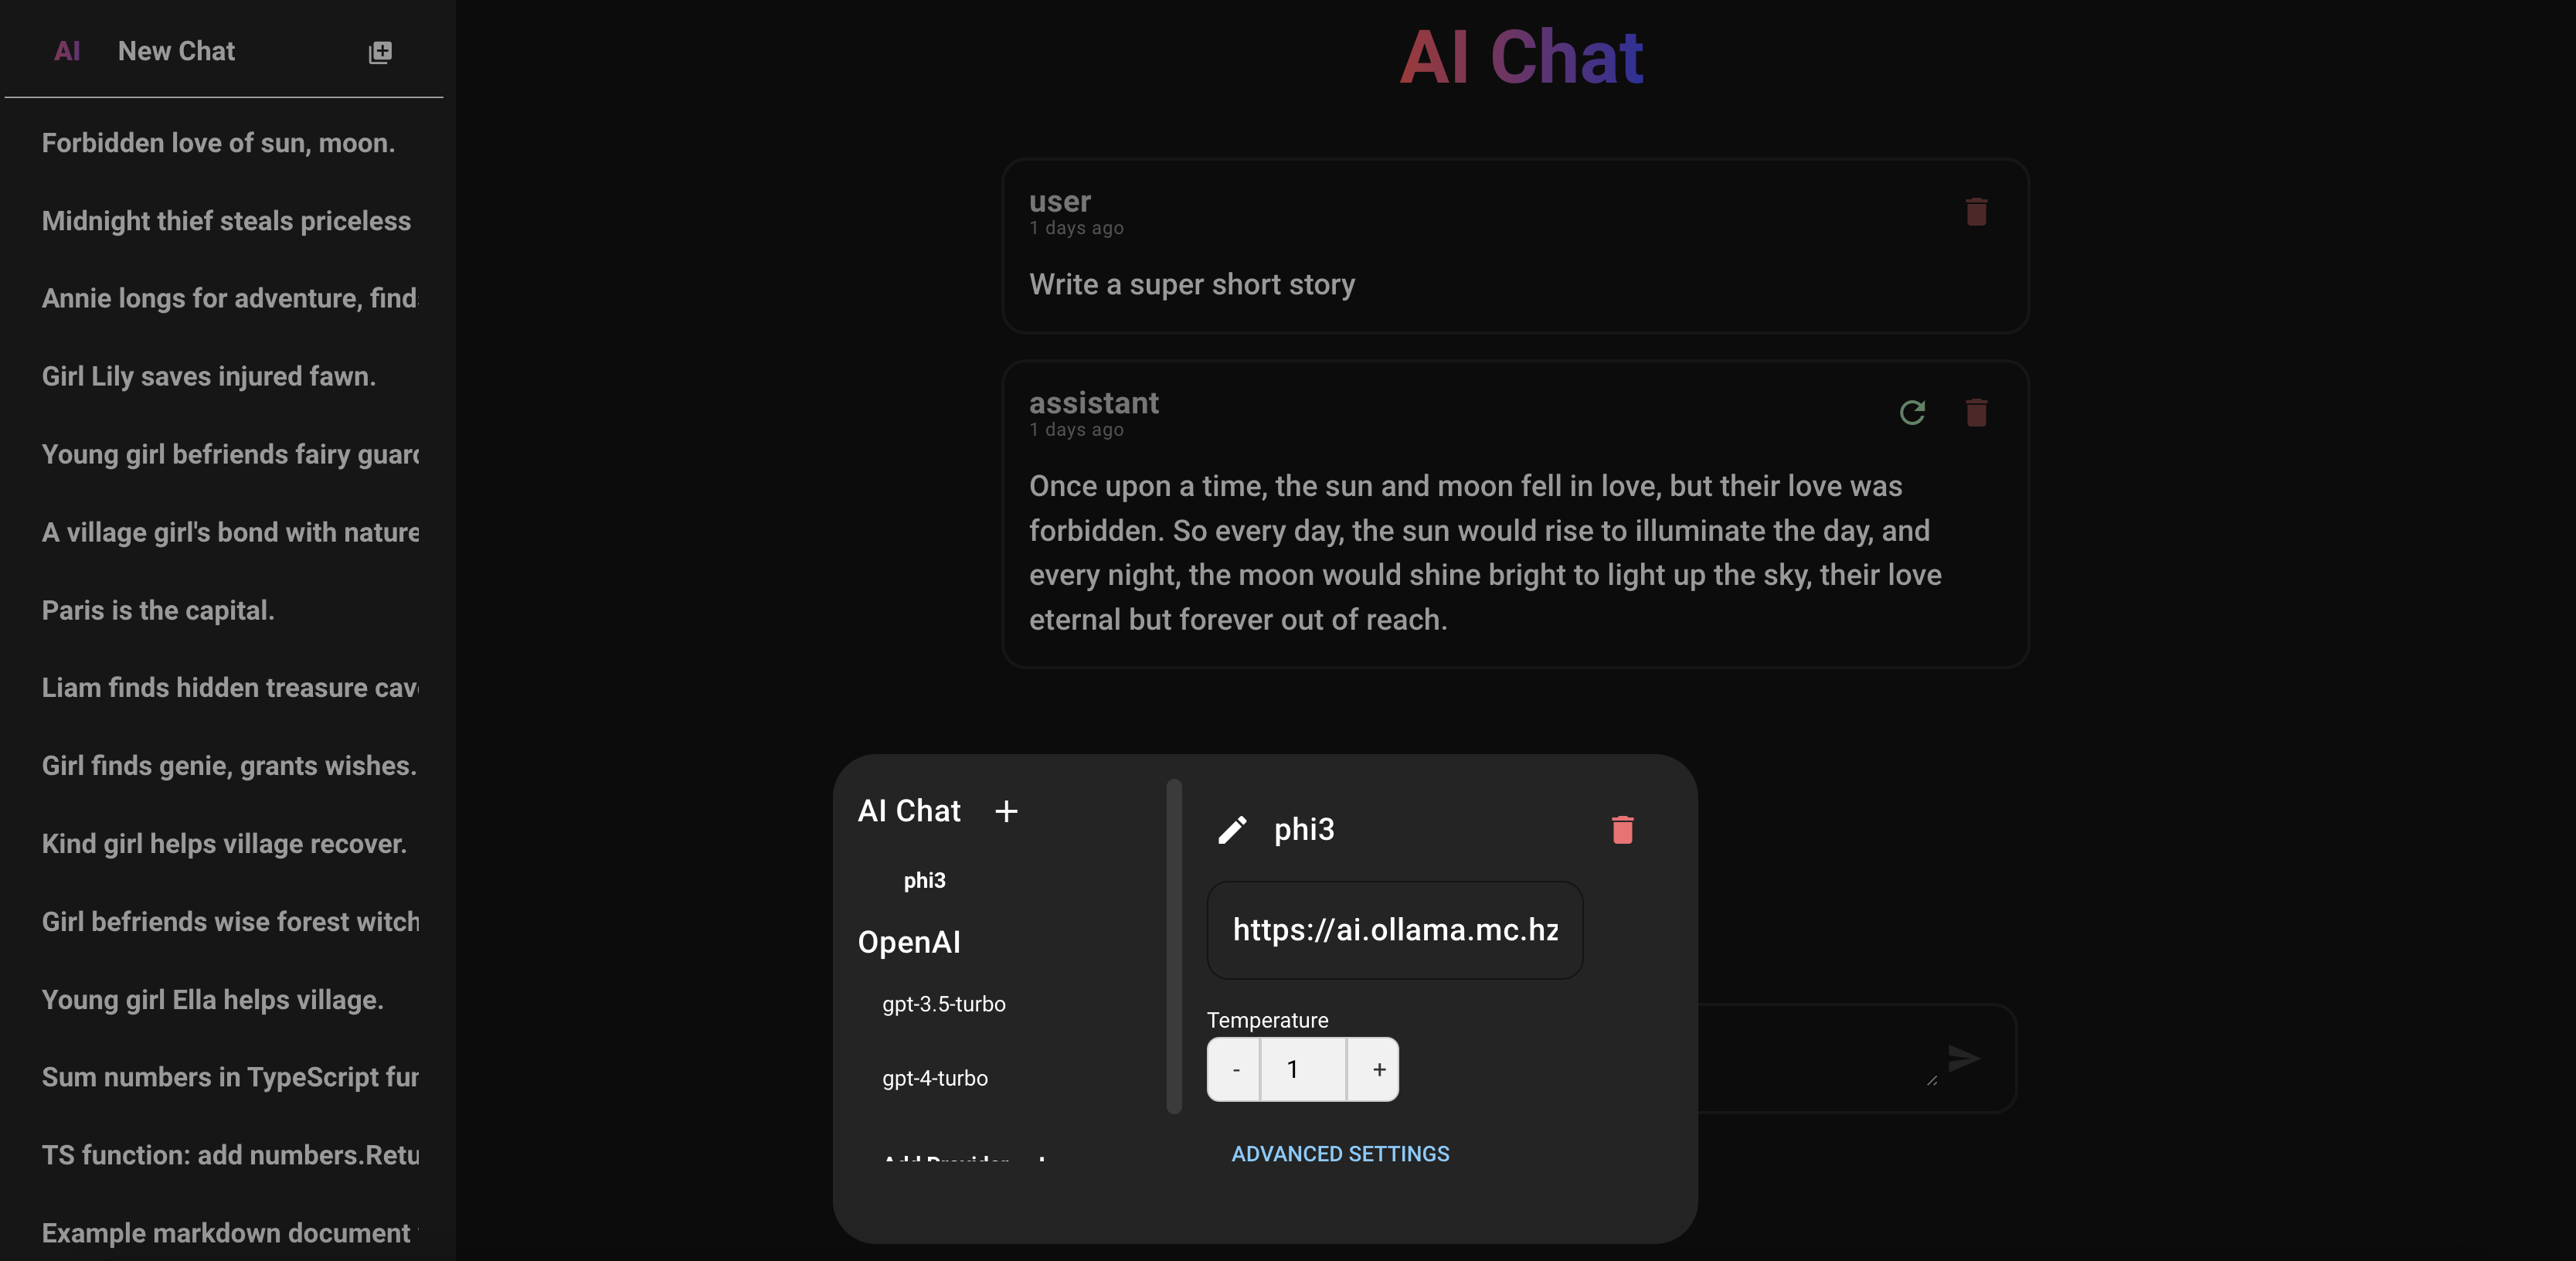 AI New Chat
Forbidden love of sun, moon.
Midnight thief steals priceless
Annie longs for adventure, find
Girl Lily saves injured fawn.
Young girl befriends fairy
A village girl's bond with nature
Paris is the capital.
Liam finds hidden treasure
Girl finds genie, grants wishes.
Kind girl helps village recover.
Girl befriends wise forest witch
Young girl Ella helps village.
Sum numbers in TypeScript
TS function: add numbers.Retu
Example markdown document
AI Chat
user
1 days ago
Write a super short story
assistant
1 days ago
Once upon a time, the sun and moon fell in love, but their love was
forbidden. So every day, the sun would rise to illuminate the day, and
every night, the moon would shine bright to light up the sky, their love
eternal but forever out of reach.
AI Chat +
phi3
OpenAI
gpt-3.5-turbo
gpt-4-turbo
phi3
https://ai.ollama.mc.hz
Temperature
- 1 +
ADVANCED SETTINGS